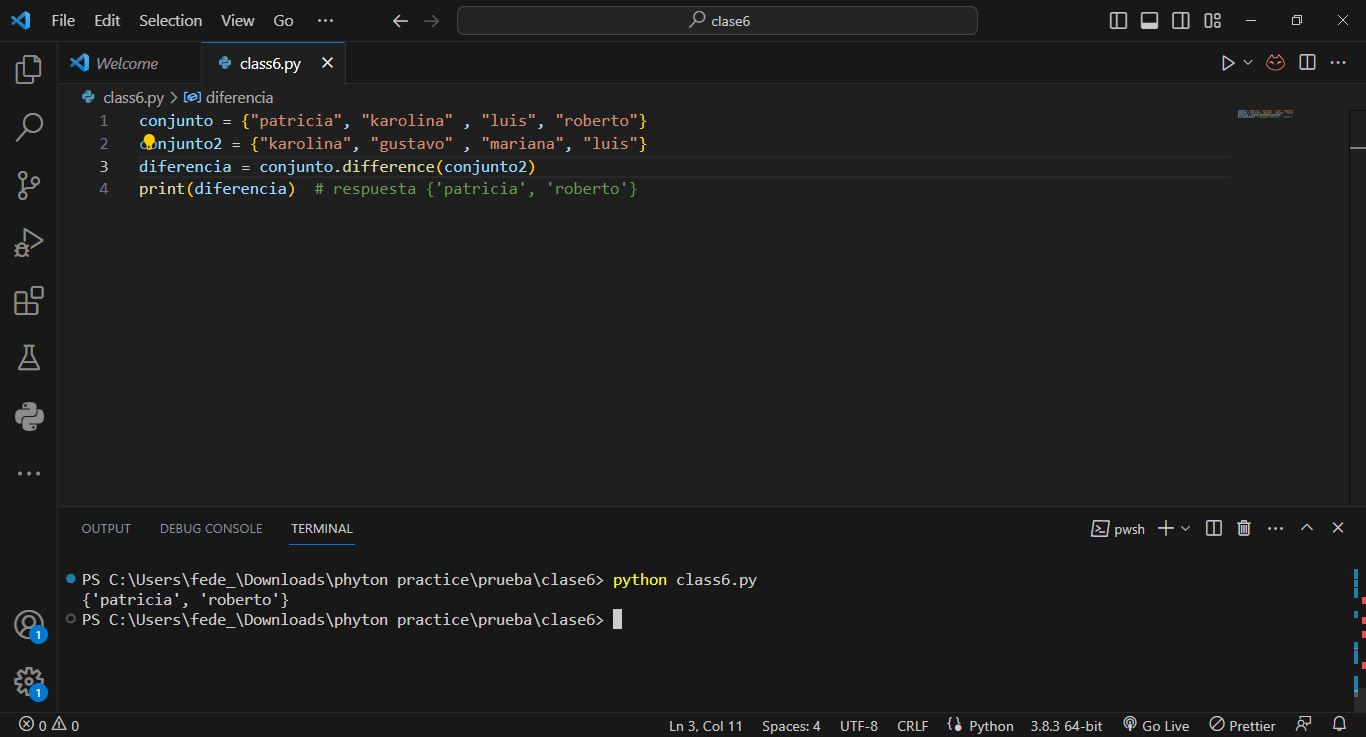 File Edit Selection View Go ··· clase6
Welcome class6.py
class6.py > diferencia
1 conjunto = {"patricia", "karolina" , "luis", "roberto"}
2 conjunto2 = {"karolina", "gustavo" , "mariana", "luis"}
3 diferencia = conjunto.difference(conjunto2)
4 print(diferencia)  # respuesta {'patricia', 'roberto'}
OUTPUT DEBUG CONSOLE TERMINAL pwsh
PS C:\Users\fede_\Downloads\phyton practice\prueba\clase6> python class6.py
{'patricia', 'roberto'}
PS C:\Users\fede_\Downloads\phyton practice\prueba\clase6>
1
1
0 0 Ln 3, Col 11 Spaces: 4 UTF-8 CRLF Python 3.8.3 64-bit Go Live Prettier